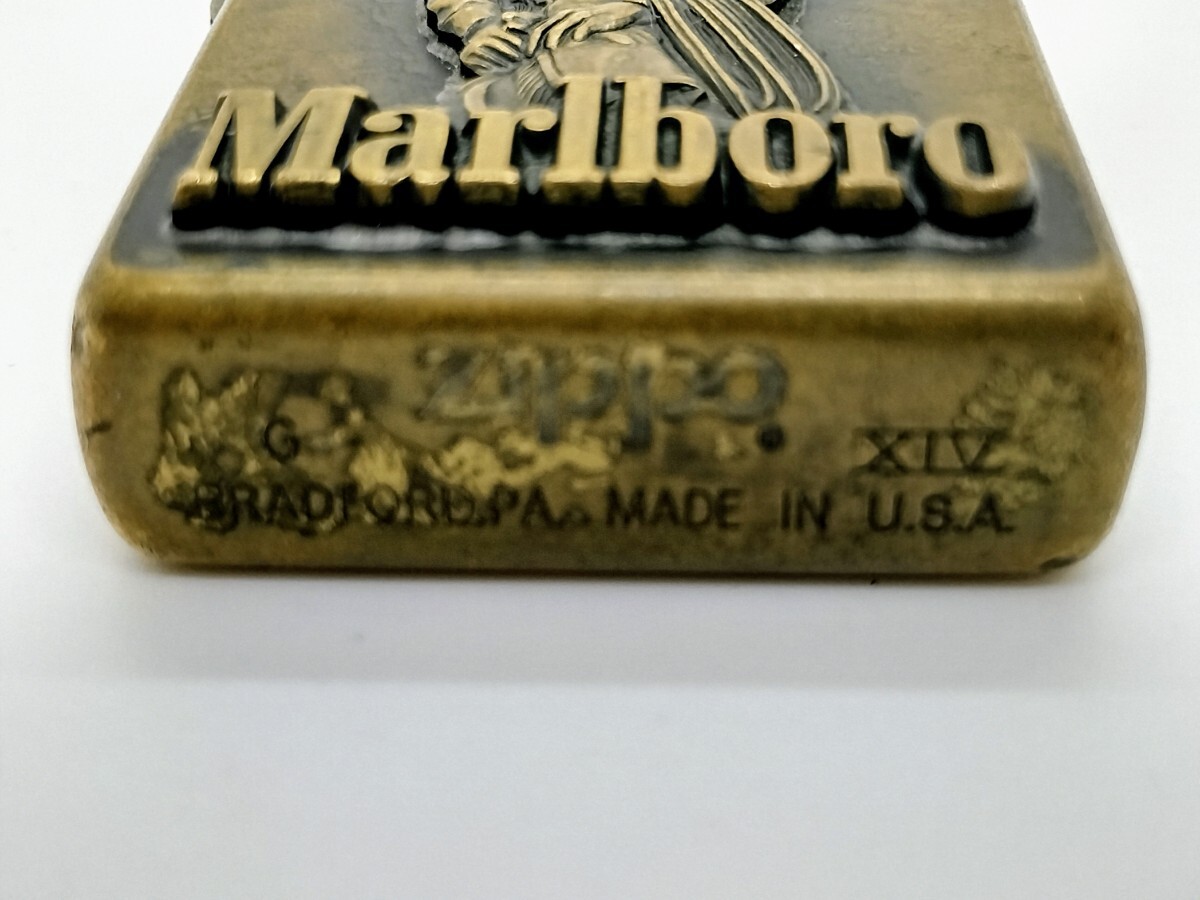 Marlboro
Zippo
G XIV
BRADFORD,PA. MADE IN U.S.A.